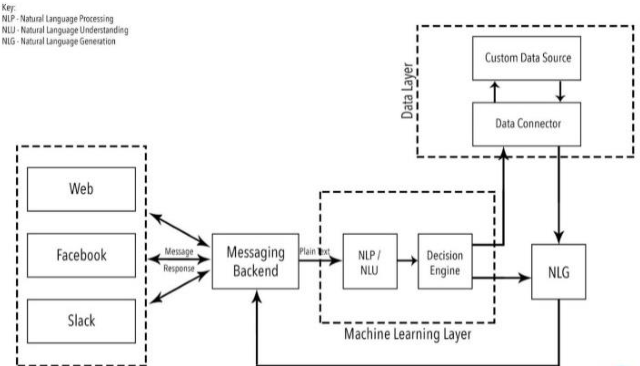 Key:
NLP - Natural Language Processing
NLU - Natural Language Understanding
NLG - Natural Language Generation
Custom Data Source
Data Layer
Data Connector
Web
Facebook
Slack
Message
Response
Messaging
Backend
Plain text
NLP /
NLU
Decision
Engine
NLG
Machine Learning Layer